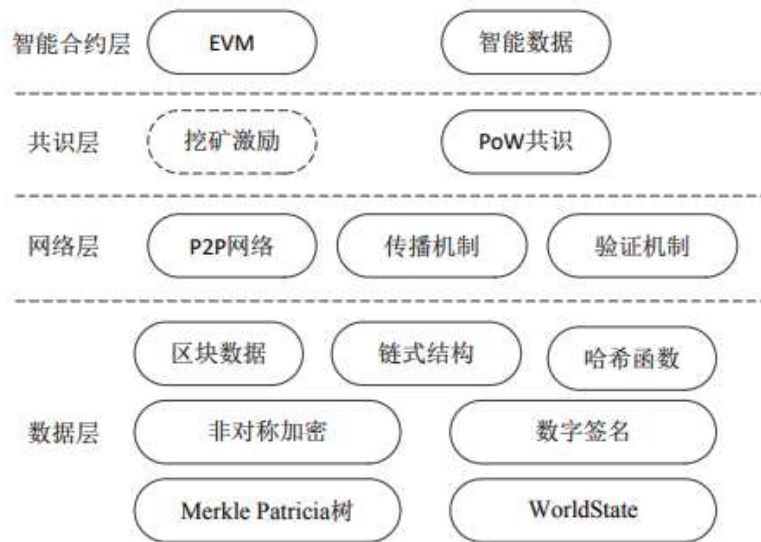 智能合约层 EVM 智能数据
共识层 挖矿激励 PoW共识
网络层 P2P网络 传播机制 验证机制
区块数据 链式结构 哈希函数
数据层 非对称加密 数字签名
Merkle Patricia树 WorldState